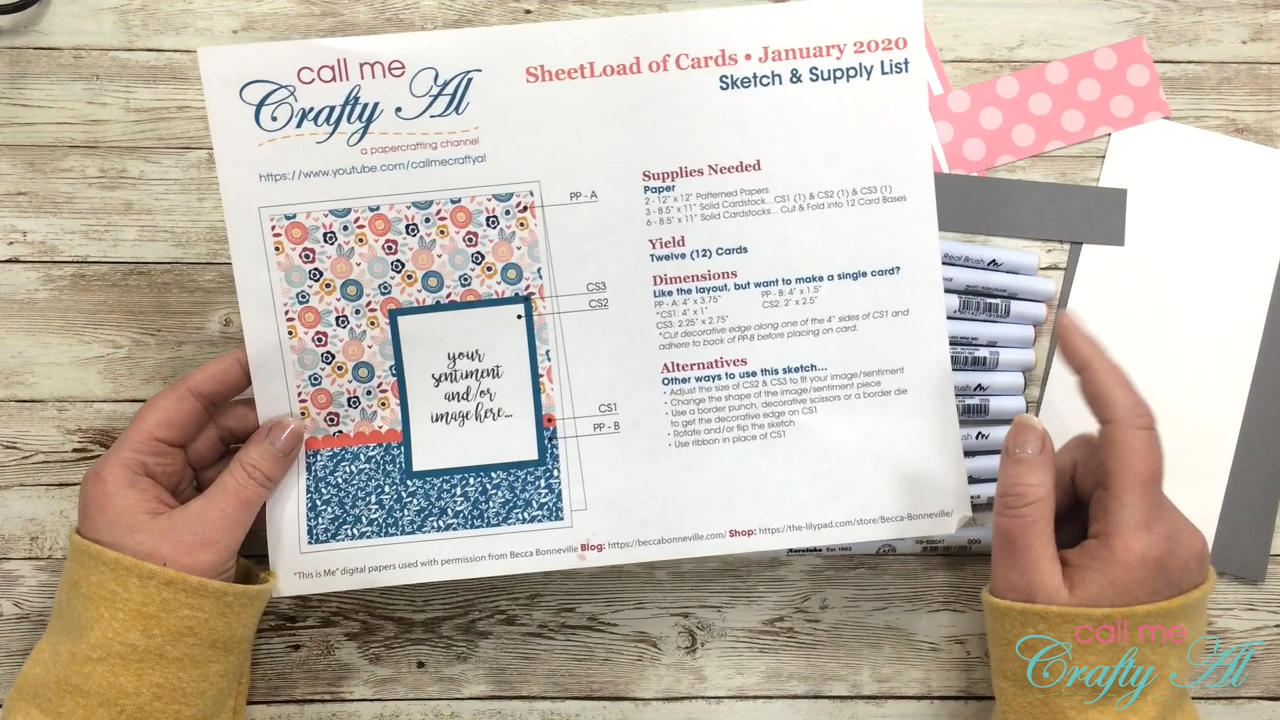 call me
Crafty Al
a papercrafting channel
https://www.youtube.com/callmecraftyal
SheetLoad of Cards • January 2020
Sketch & Supply List
PP - A
CS3
CS2
CS1
PP - B
your
sentiment
and/or
image here...
Supplies Needed
Paper
2 - 12" x 12" Patterned Papers
3 - 8.5" x 11" Solid Cardstock...CS1 (1) & CS2 (1) & CS3 (1)
6 - 8.5" x 11" Solid Cardstocks... Cut & Fold into 12 Card Bases
Yield
Twelve (12) Cards
Dimensions
Like the layout, but want to make a single card?
PP - A: 4" x 3.75" PP - B: 4" x 1.5"
*CS1: 4" x 1" CS2: 2" x 2.5"
CS3: 2.25" x 2.75"
*Cut decorative edge along one of the 4" sides of CS1 and
adhere to back of PP-B before placing on card.
Alternatives
Other ways to use this sketch...
• Adjust the size of CS2 & CS3 to fit your image/sentiment
• Change the shape of the image/sentiment piece
• Use a border punch, decorative scissors or a border die
to get the decorative edge on CS1
• Rotate and/or flip the sketch
• Use ribbon in place of CS1
"This is Me" digital papers used with permission from Becca Bonneville Blog: https://beccabonneville.com/ Shop: https://the-lilypad.com/store/Becca-Bonneville/
Real Brush
Kuretake Est 1902
RB-6000AT 999
call me
Crafty Al